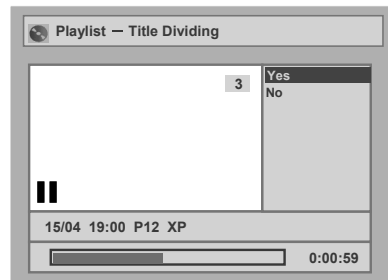 Playlist – Title Dividing
3
Yes
No
15/04 19:00 P12 XP
0:00:59